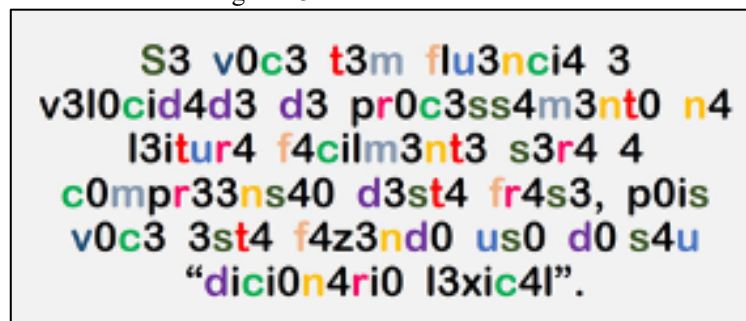 S3 v0c3 t3m flu3nci4 3
v3l0cid4d3 d3 pr0c3ss4m3nt0 n4
l3itur4 f4cilm3nt3 s3r4 4
c0mpr33ns40 d3st4 fr4s3, p0is
v0c3 3st4 f4z3nd0 us0 d0 s4u
“dici0n4ri0 l3xic4l”.